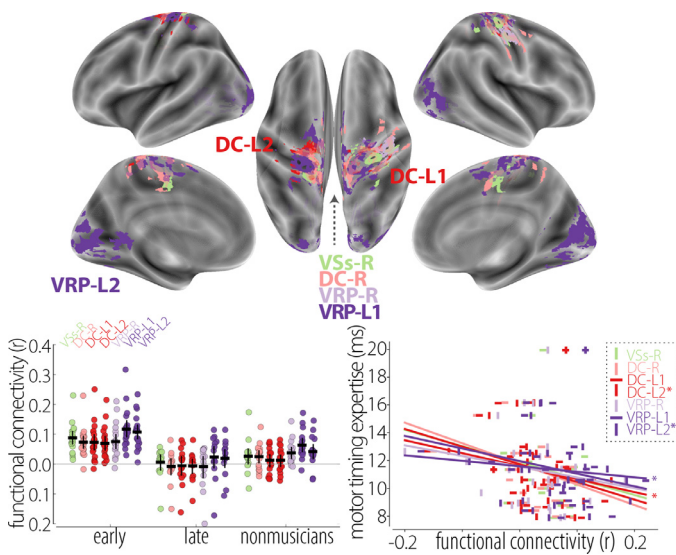 DC-L2
DC-L1
VSs-R
DC-R
VRP-R
VRP-L1
VRP-L2
VSs-R
DC-R
DC-L1
DC-L2
VRP-R
VRP-L1
VRP-L2
functional connectivity (r)
0.4
0.3
0.2
0.1
0.0
0.1
0.2
early late nonmusicians
motor timing expertise (ms)
20
18
16
14
12
10
8
-0.2 functional connectivity (r) 0.2
VSs-R
DC-R
DC-L1
DC-L2*
VRP-R
VRP-L1
VRP-L2*
*
*